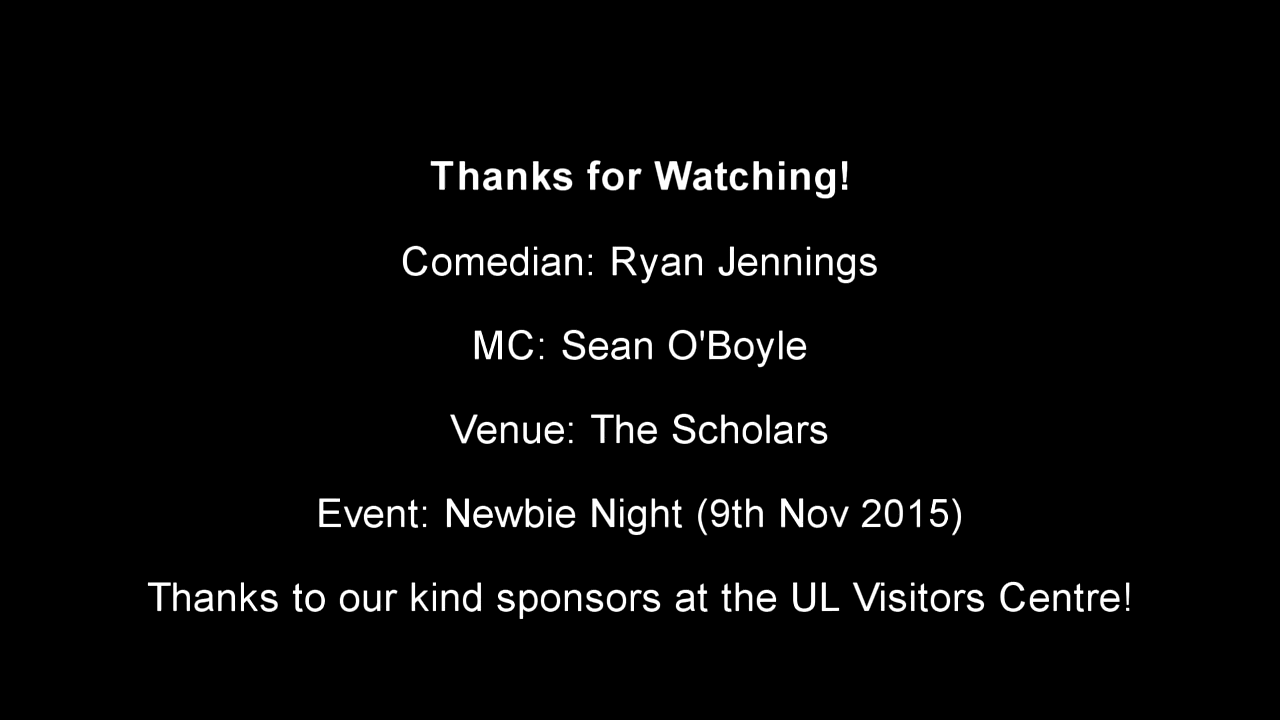 Thanks for Watching!
Comedian: Ryan Jennings
MC: Sean O'Boyle
Venue: The Scholars
Event: Newbie Night (9th Nov 2015)
Thanks to our kind sponsors at the UL Visitors Centre!